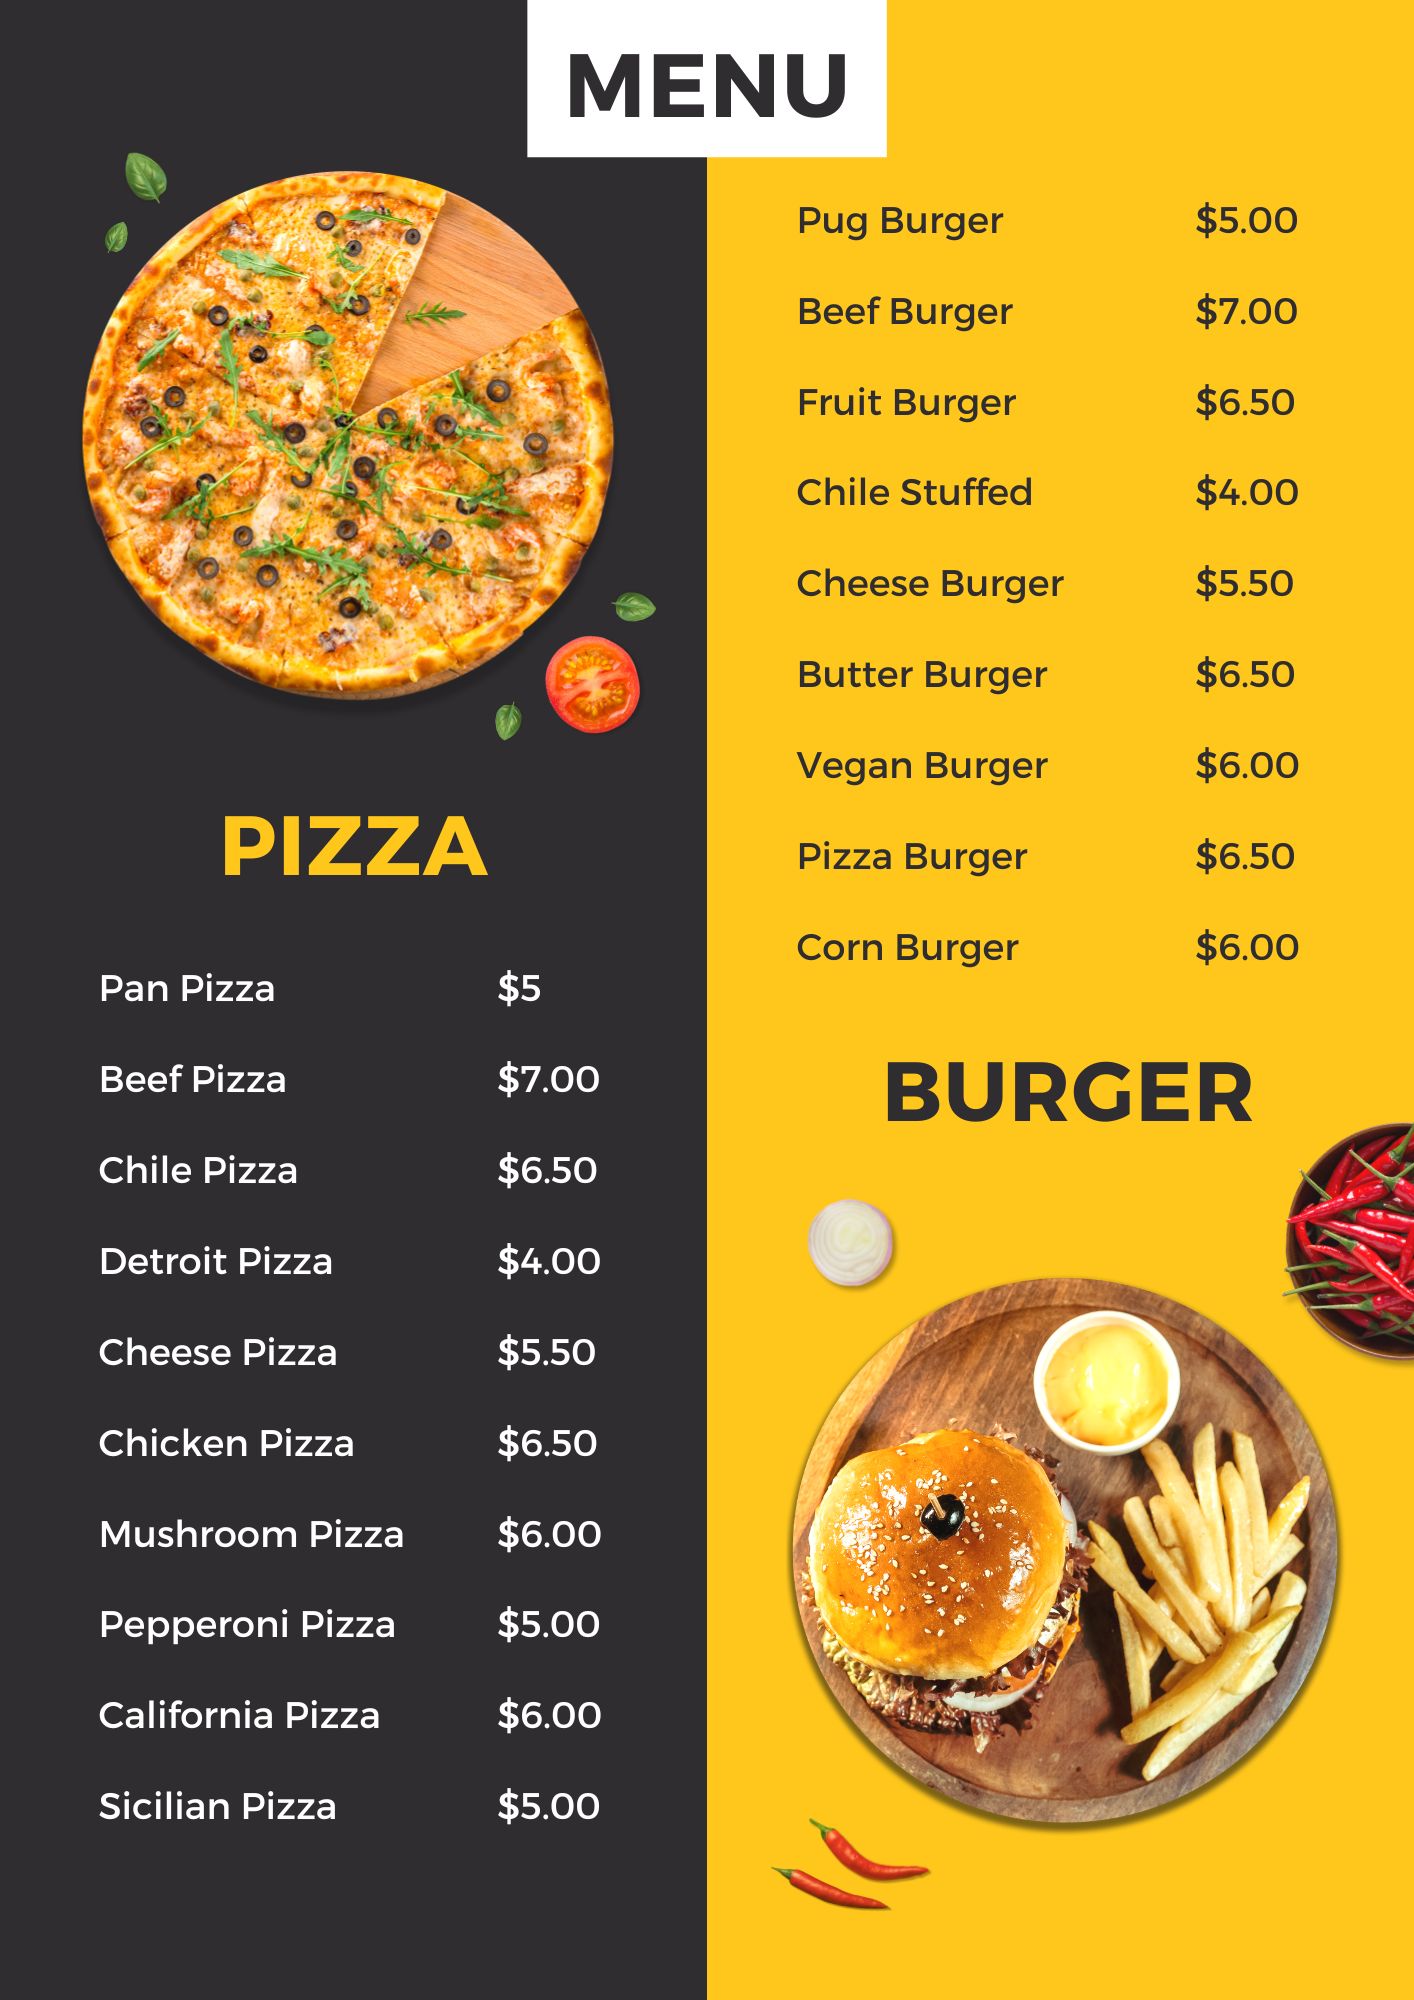 MENU
PIZZA
Pan Pizza $5
Beef Pizza $7.00
Chile Pizza $6.50
Detroit Pizza $4.00
Cheese Pizza $5.50
Chicken Pizza $6.50
Mushroom Pizza $6.00
Pepperoni Pizza $5.00
California Pizza $6.00
Sicilian Pizza $5.00
Pug Burger $5.00
Beef Burger $7.00
Fruit Burger $6.50
Chile Stuffed $4.00
Cheese Burger $5.50
Butter Burger $6.50
Vegan Burger $6.00
Pizza Burger $6.50
Corn Burger $6.00
BURGER